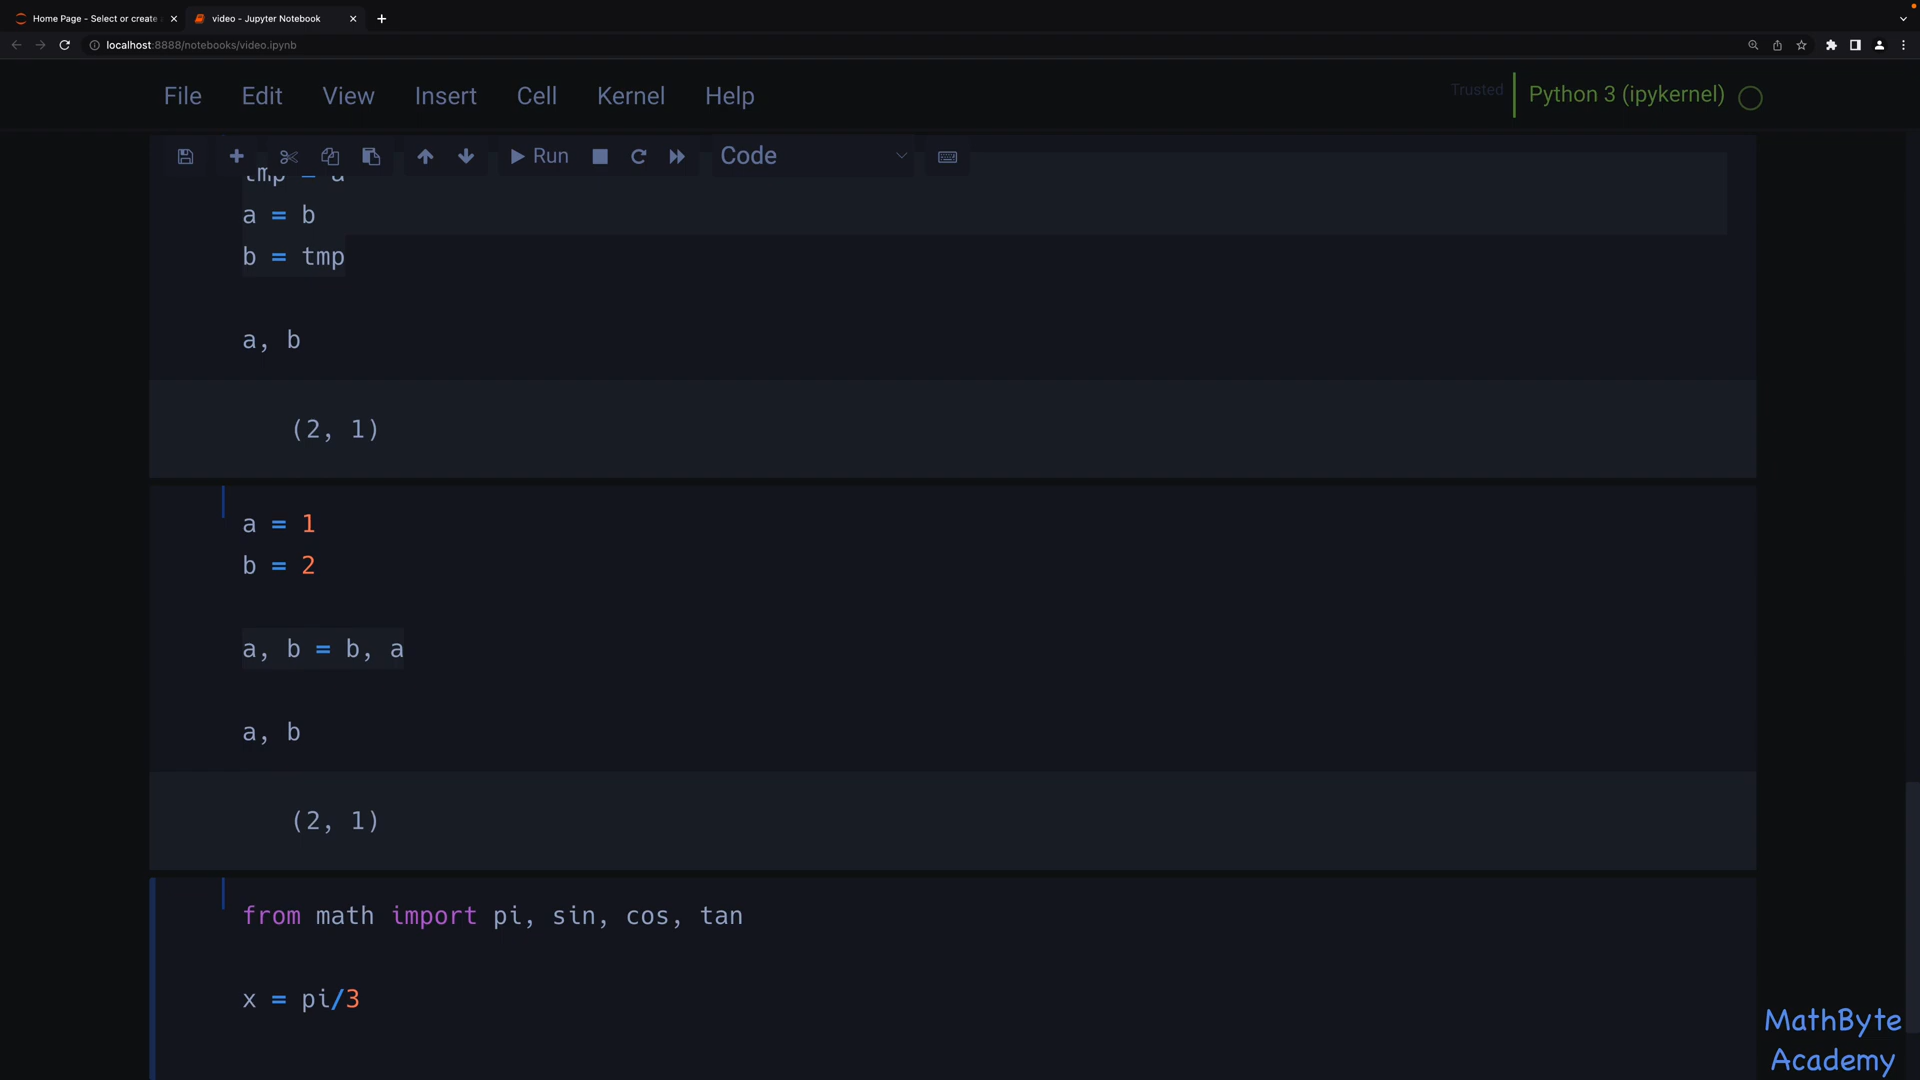 Home Page - Select or create
video - Jupyter Notebook
localhost:8888/notebooks/video.ipynb
File Edit View Insert Cell Kernel Help
Trusted
Python 3 (ipykernel)
Run
Code
tmp = a
a = b
b = tmp
a, b
(2, 1)
a = 1
b = 2
a, b = b, a
a, b
(2, 1)
from math import pi, sin, cos, tan
x = pi/3
MathByte
Academy